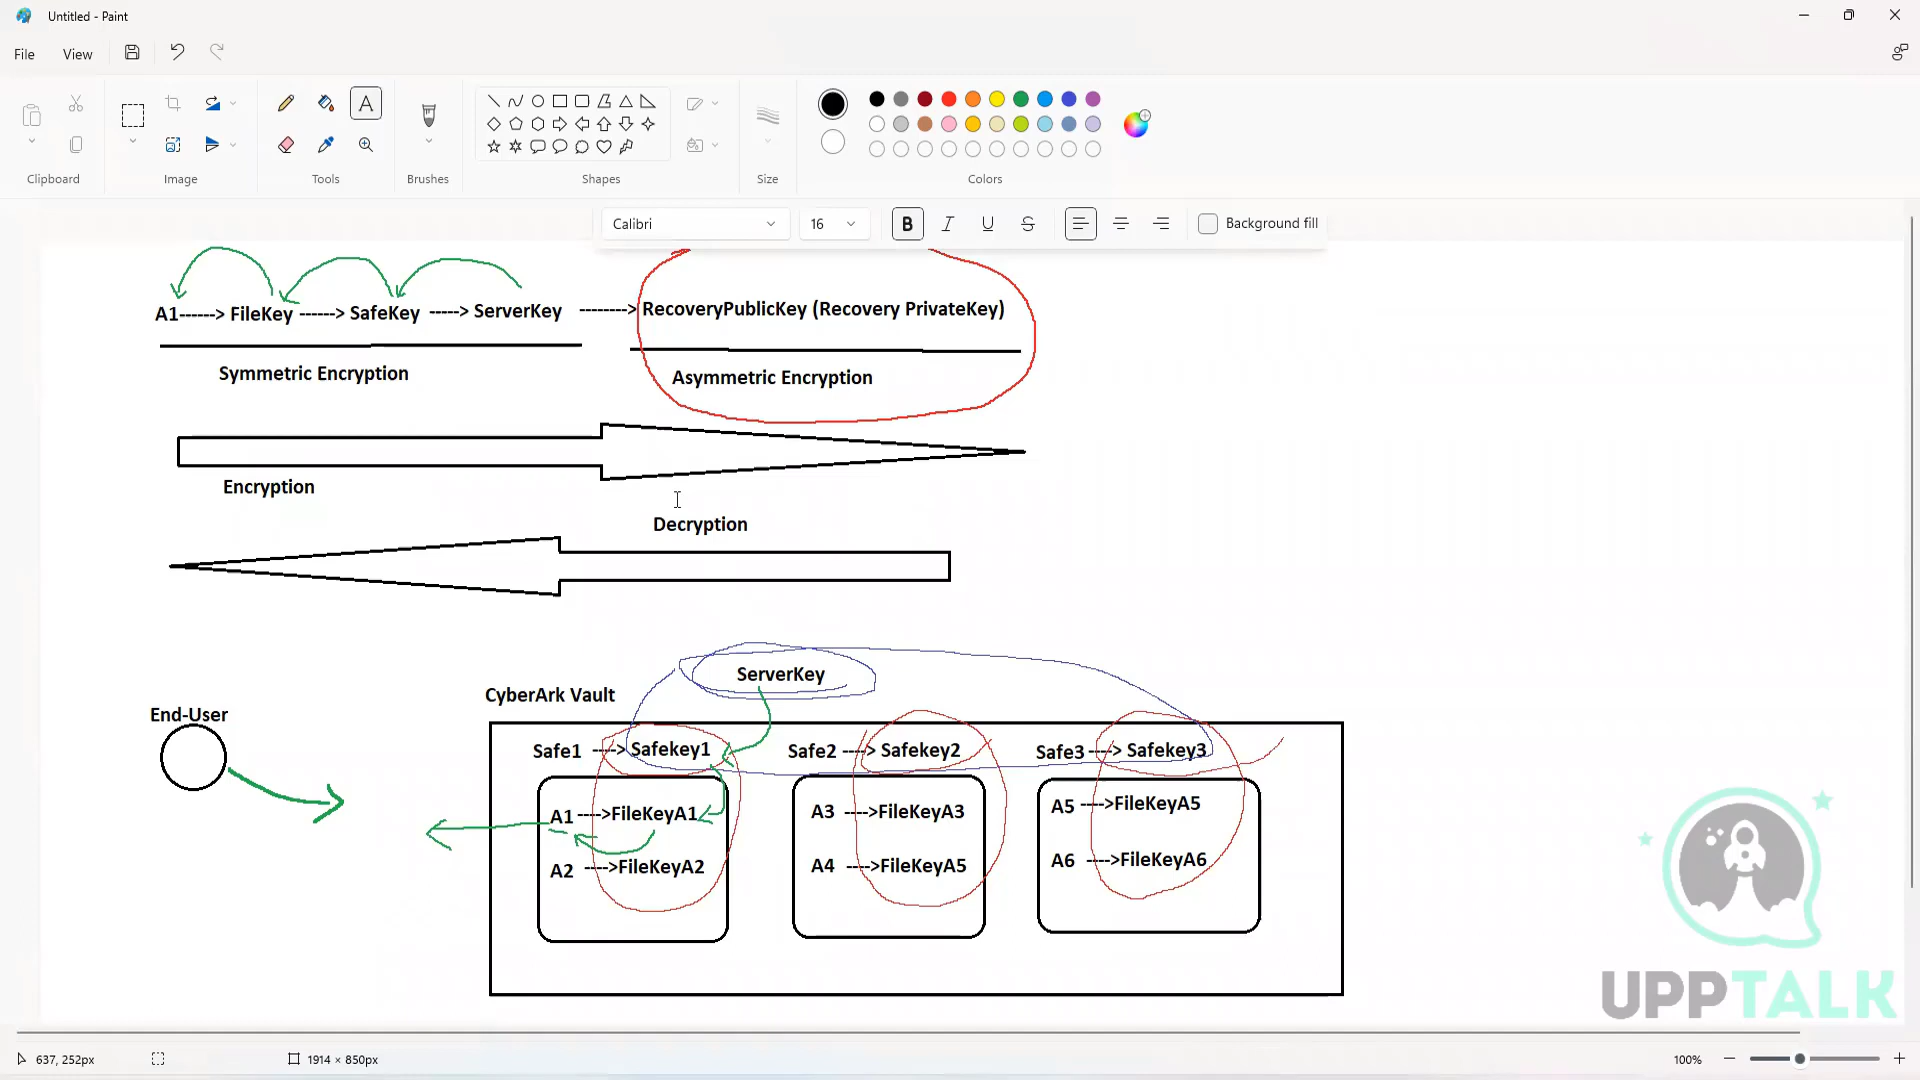 Untitled - Paint
File View
Clipboard
Image
Tools
Brushes
Shapes
Size
Colors
Calibri 16 B I U S Background fill
A1------> FileKey ------> SafeKey -----> ServerKey --------> RecoveryPublicKey (Recovery PrivateKey)
Symmetric Encryption
Asymmetric Encryption
Encryption
Decryption
ServerKey
CyberArk Vault
End-User
Safe1 ----> Safekey1 Safe2 ----> Safekey2 Safe3 ----> Safekey3
A1 ---->FileKeyA1
A2 ---->FileKeyA2
A3 ---->FileKeyA3
A4 ---->FileKeyA5
A5 ---->FileKeyA5
A6 ---->FileKeyA6
UPPTALK
637, 252px
1914 × 850px
100%